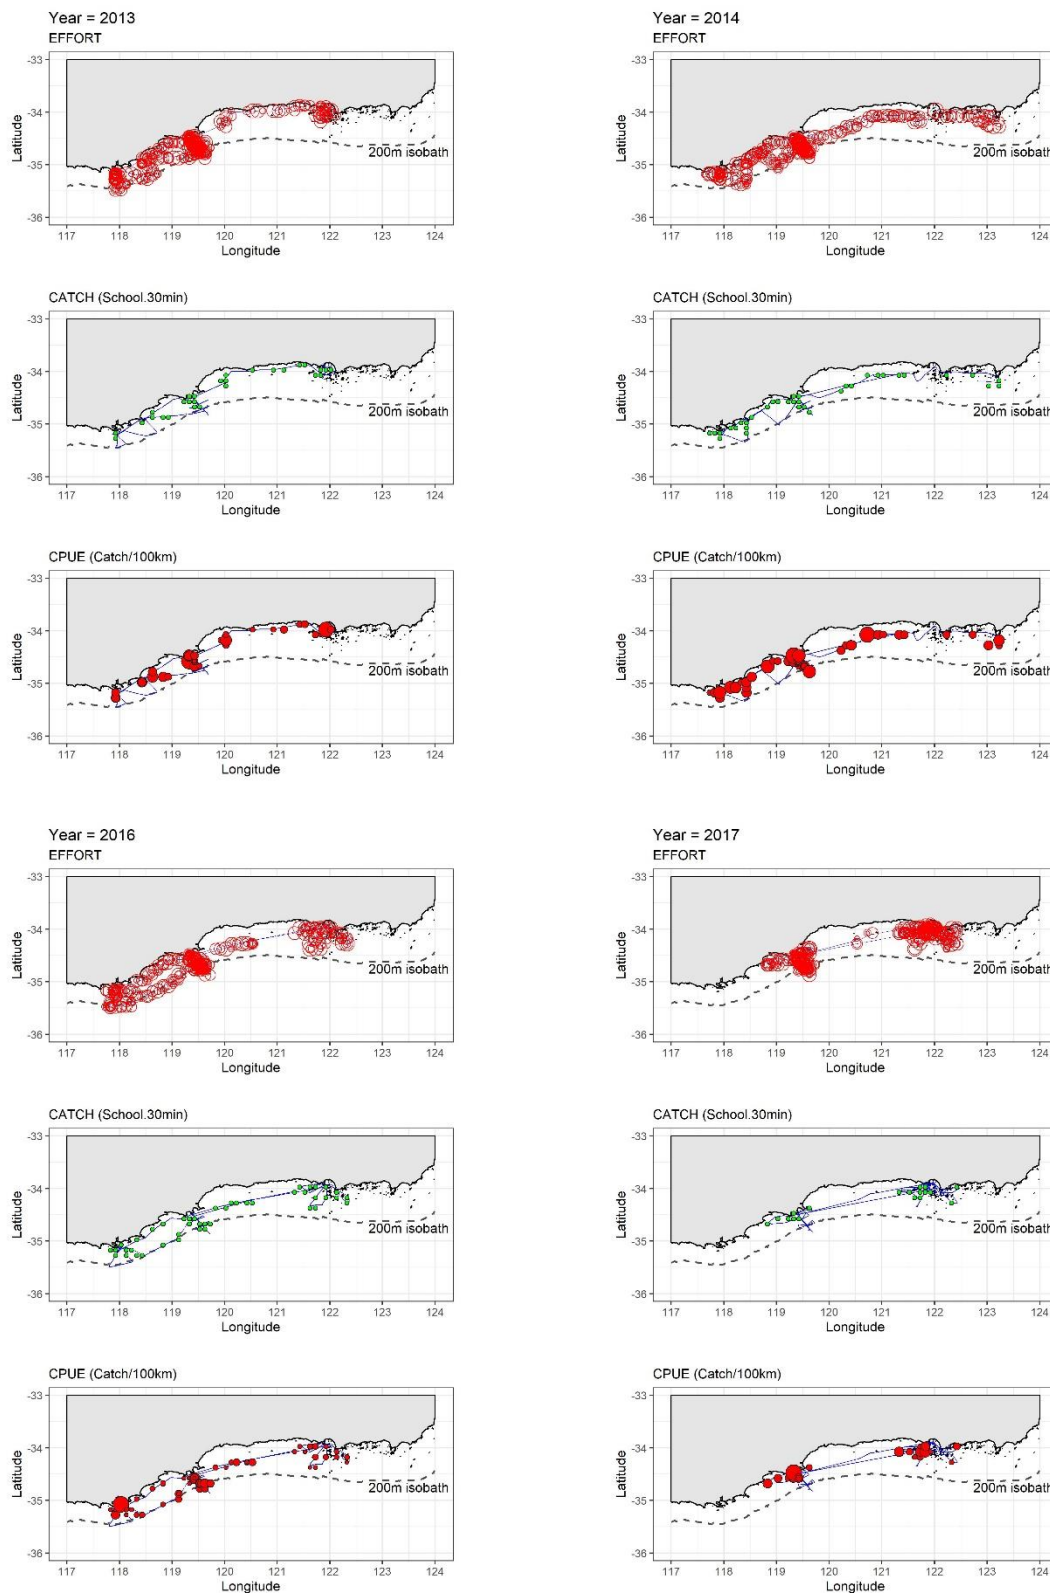 Year = 2013
EFFORT
-33
-34
-35
-36
Latitude
200m isobath
117 118 119 120 121 122 123 124
Longitude
CATCH (School.30min)
-33
-34
-35
-36
Latitude
200m isobath
117 118 119 120 121 122 123 124
Longitude
CPUE (Catch/100km)
-33
-34
-35
-36
Latitude
200m isobath
117 118 119 120 121 122 123 124
Longitude
Year = 2014
EFFORT
-33
-34
-35
-36
Latitude
200m isobath
117 118 119 120 121 122 123 124
Longitude
CATCH (School.30min)
-33
-34
-35
-36
Latitude
200m isobath
117 118 119 120 121 122 123 124
Longitude
CPUE (Catch/100km)
-33
-34
-35
-36
Latitude
200m isobath
117 118 119 120 121 122 123 124
Longitude
Year = 2016
EFFORT
-33
-34
-35
-36
Latitude
200m isobath
117 118 119 120 121 122 123 124
Longitude
CATCH (School.30min)
-33
-34
-35
-36
Latitude
200m isobath
117 118 119 120 121 122 123 124
Longitude
CPUE (Catch/100km)
-33
-34
-35
-36
Latitude
200m isobath
117 118 119 120 121 122 123 124
Longitude
Year = 2017
EFFORT
-33
-34
-35
-36
Latitude
200m isobath
117 118 119 120 121 122 123 124
Longitude
CATCH (School.30min)
-33
-34
-35
-36
Latitude
200m isobath
117 118 119 120 121 122 123 124
Longitude
CPUE (Catch/100km)
-33
-34
-35
-36
Latitude
200m isobath
117 118 119 120 121 122 123 124
Longitude